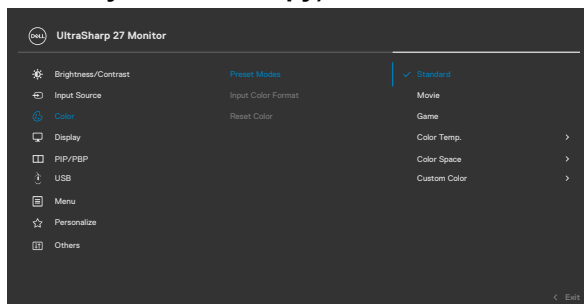 DELL UltraSharp 27 Monitor
Brightness/Contrast Preset Modes Standard
Input Source Input Color Format Movie
Color Reset Color Game
Display Color Temp.
PIP/PBP Color Space
USB Custom Color
Menu
Personalize
Others
Exit